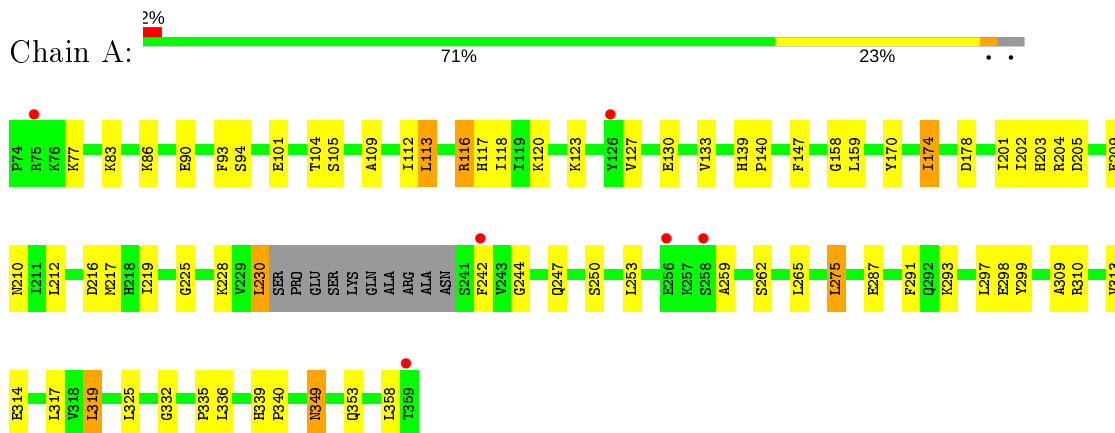 2%
Chain A:
71% 23% • •
P74 R75 K76 K77 K83 K86 E90 F93 S94 E101 T104 S105 A109 I112 L113 R116 H117 I118 I119 K120 K123 Y126 V127 E130 V133 H139 P140 F147 G158 L159 Y170 I174 D178 I201 I202 H203 R204 D205
N210 I211 L212 D216 M217 H218 I219 G225 K228 V229 L230 SER PRO GLU SER LYS GLN ALA ARG ALA ASN S241 F242 V243 G244 Q247 S250 L253 E256 K257 S258 A259 S262 L265 L275 E287 F291 Q292 K293 L297 E298 Y299 A309 R310
E314 L317 V318 L319 L325 G332 P335 L336 H339 P340 N349 Q353 L358 T359